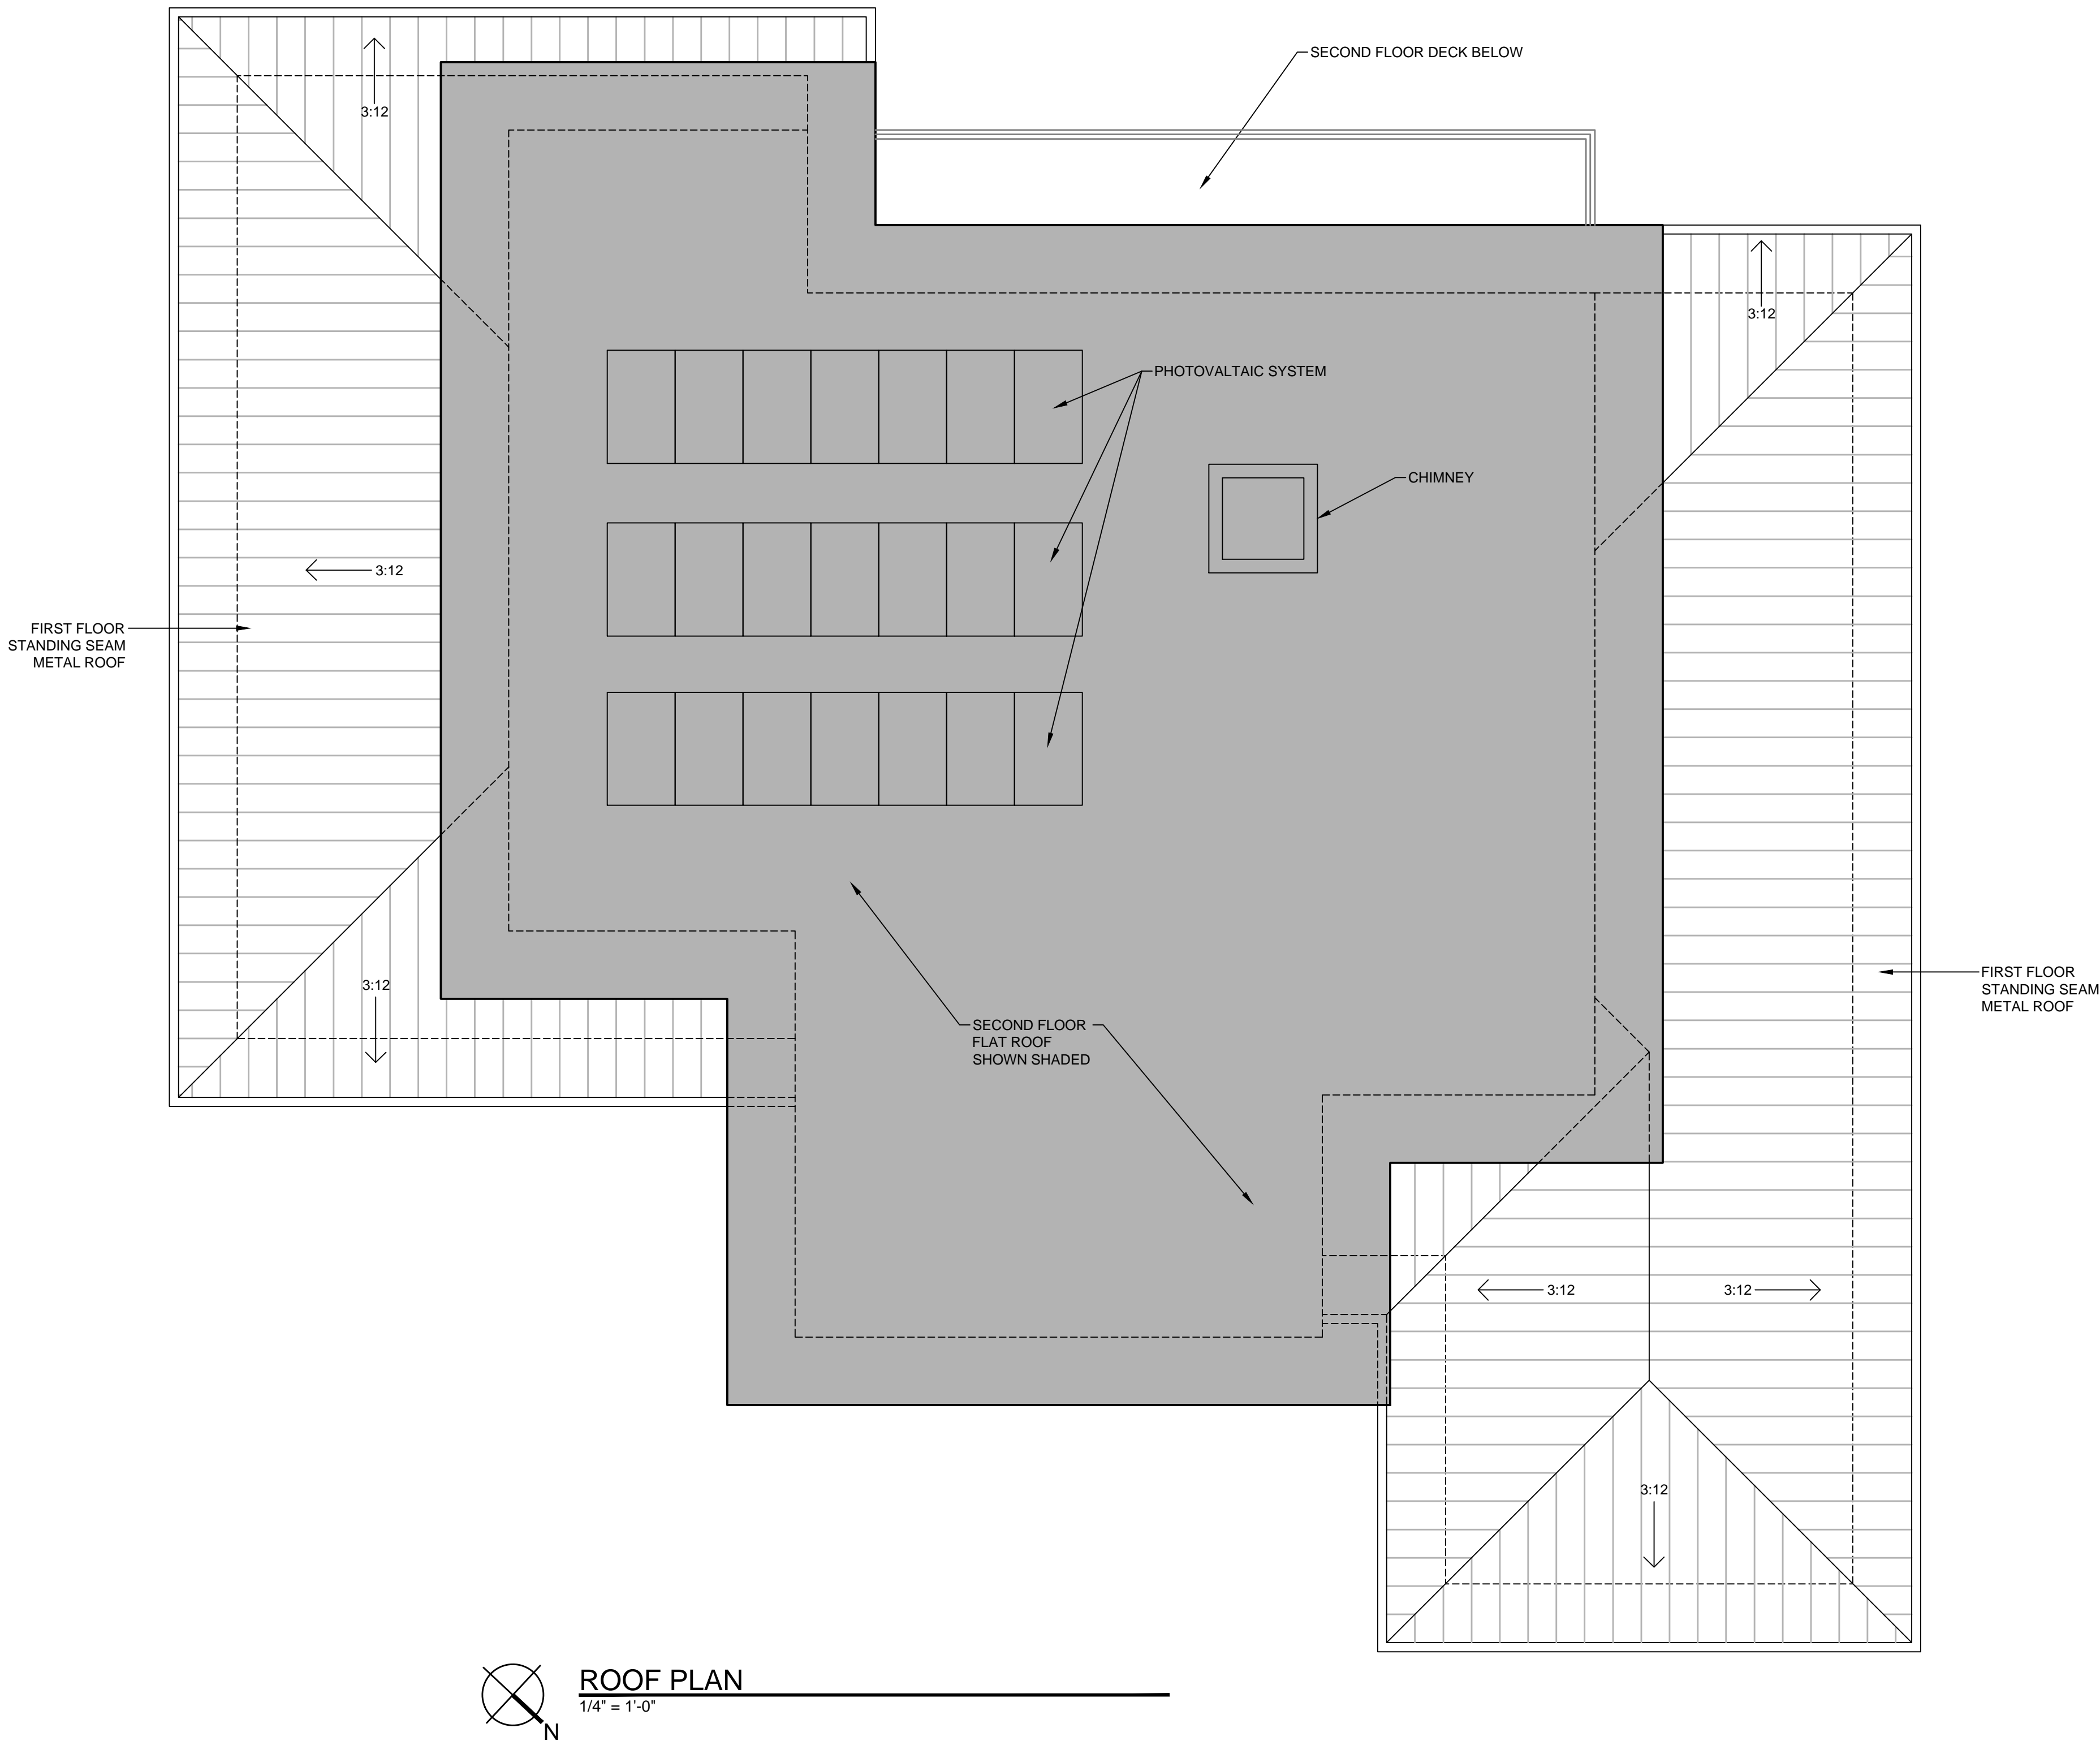 SECOND FLOOR DECK BELOW
3:12
3:12
PHOTOVALTAIC SYSTEM
CHIMNEY
3:12
FIRST FLOOR
STANDING SEAM
METAL ROOF
3:12
FIRST FLOOR
STANDING SEAM
METAL ROOF
SECOND FLOOR
FLAT ROOF
SHOWN SHADED
3:12
3:12
3:12
ROOF PLAN
1/4" = 1'-0"
N